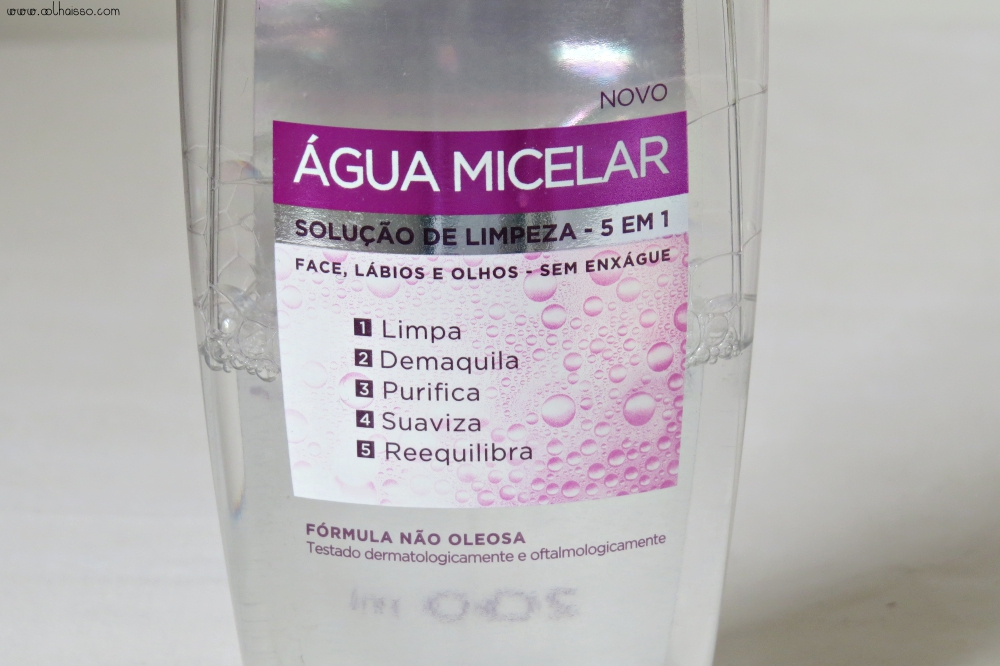 www.oolhaisso.com
NOVO
ÁGUA MICELAR
SOLUÇÃO DE LIMPEZA - 5 EM 1
FACE, LÁBIOS E OLHOS - SEM ENXÁGUE
1 Limpa
2 Demaquila
3 Purifica
4 Suaviza
5 Reequilibra
FÓRMULA NÃO OLEOSA
Testado dermatologicamente e oftalmologicamente